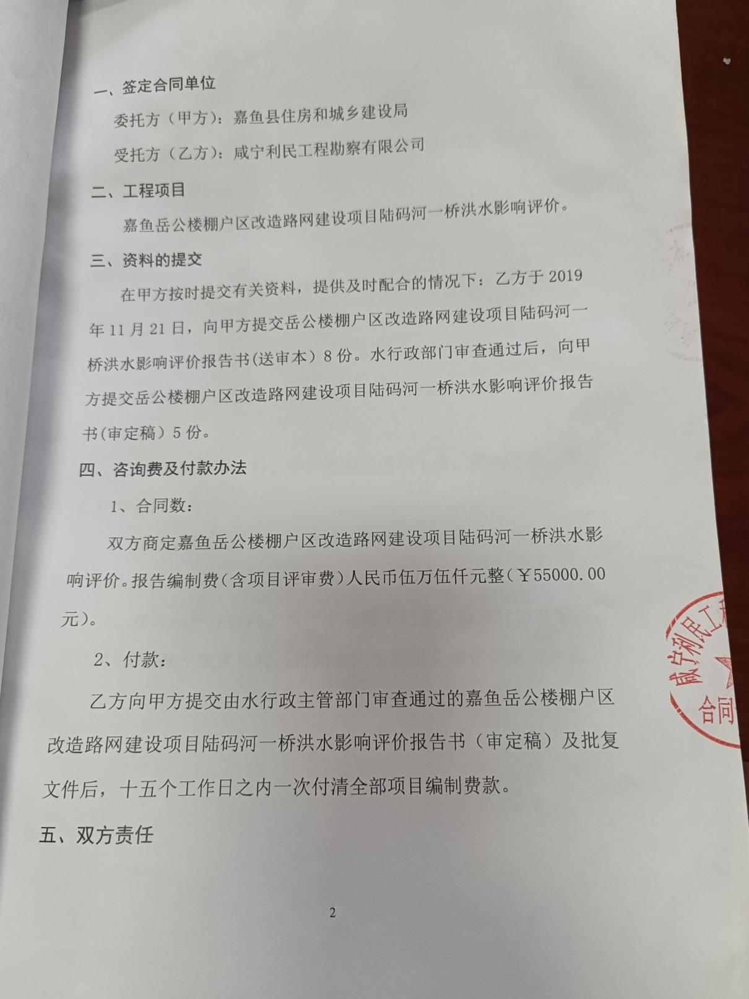 一、签定合同单位
委托方（甲方）：嘉鱼县住房和城乡建设局
受托方（乙方）：咸宁利民工程勘察有限公司
二、工程项目
嘉鱼岳公楼棚户区改造路网建设项目陆码河一桥洪水影响评价。
三、资料的提交
在甲方按时提交有关资料，提供及时配合的情况下：乙方于 2019
年 11 月 21 日，向甲方提交岳公楼棚户区改造路网建设项目陆码河一
桥洪水影响评价报告书(送审本）8 份。水行政部门审查通过后，向甲
方提交岳公楼棚户区改造路网建设项目陆码河一桥洪水影响评价报告
书(审定稿）5 份。
四、咨询费及付款办法
1、合同数：
双方商定嘉鱼岳公楼棚户区改造路网建设项目陆码河一桥洪水影
响评价。报告编制费（含项目评审费）人民币伍万伍仟元整（￥55000.00
元）。
2、付款：
乙方向甲方提交由水行政主管部门审查通过的嘉鱼岳公楼棚户区
改造路网建设项目陆码河一桥洪水影响评价报告书（审定稿）及批复
文件后，十五个工作日之内一次付清全部项目编制费款。
五、双方责任
2
咸宁利民工程
合同